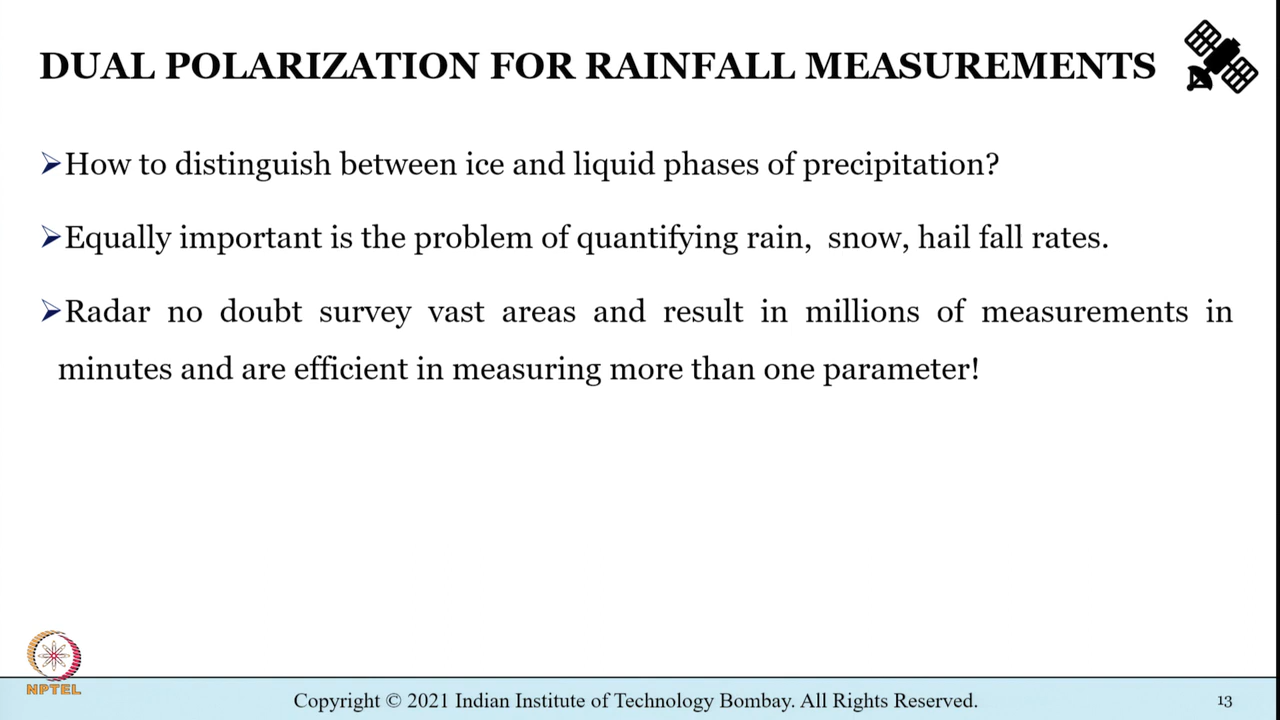 DUAL POLARIZATION FOR RAINFALL MEASUREMENTS
➢How to distinguish between ice and liquid phases of precipitation?
➢Equally important is the problem of quantifying rain,  snow, hail fall rates.
➢Radar no doubt survey vast areas and result in millions of measurements in
minutes and are efficient in measuring more than one parameter!
NPTEL
Copyright © 2021 Indian Institute of Technology Bombay. All Rights Reserved.
13